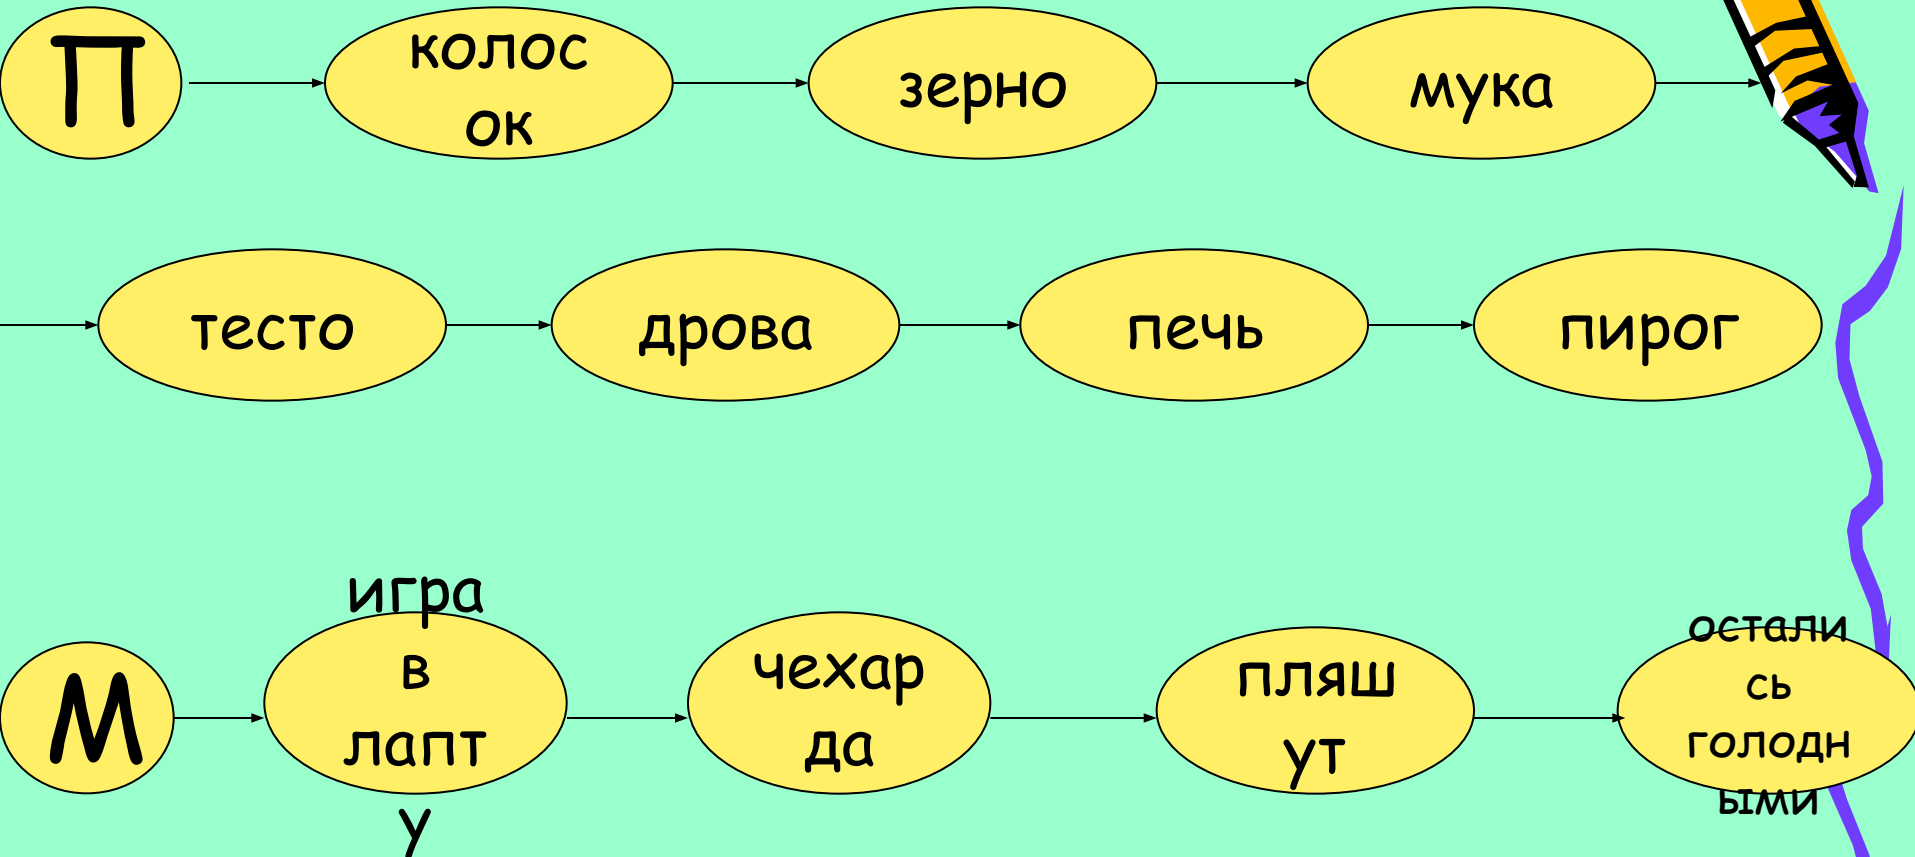 П
колос
ок
зерно
мука
тесто
дрова
печь
пирог
М
игра
в
лапт
у
чехар
да
пляш
ут
остали
сь
голодн
ыми